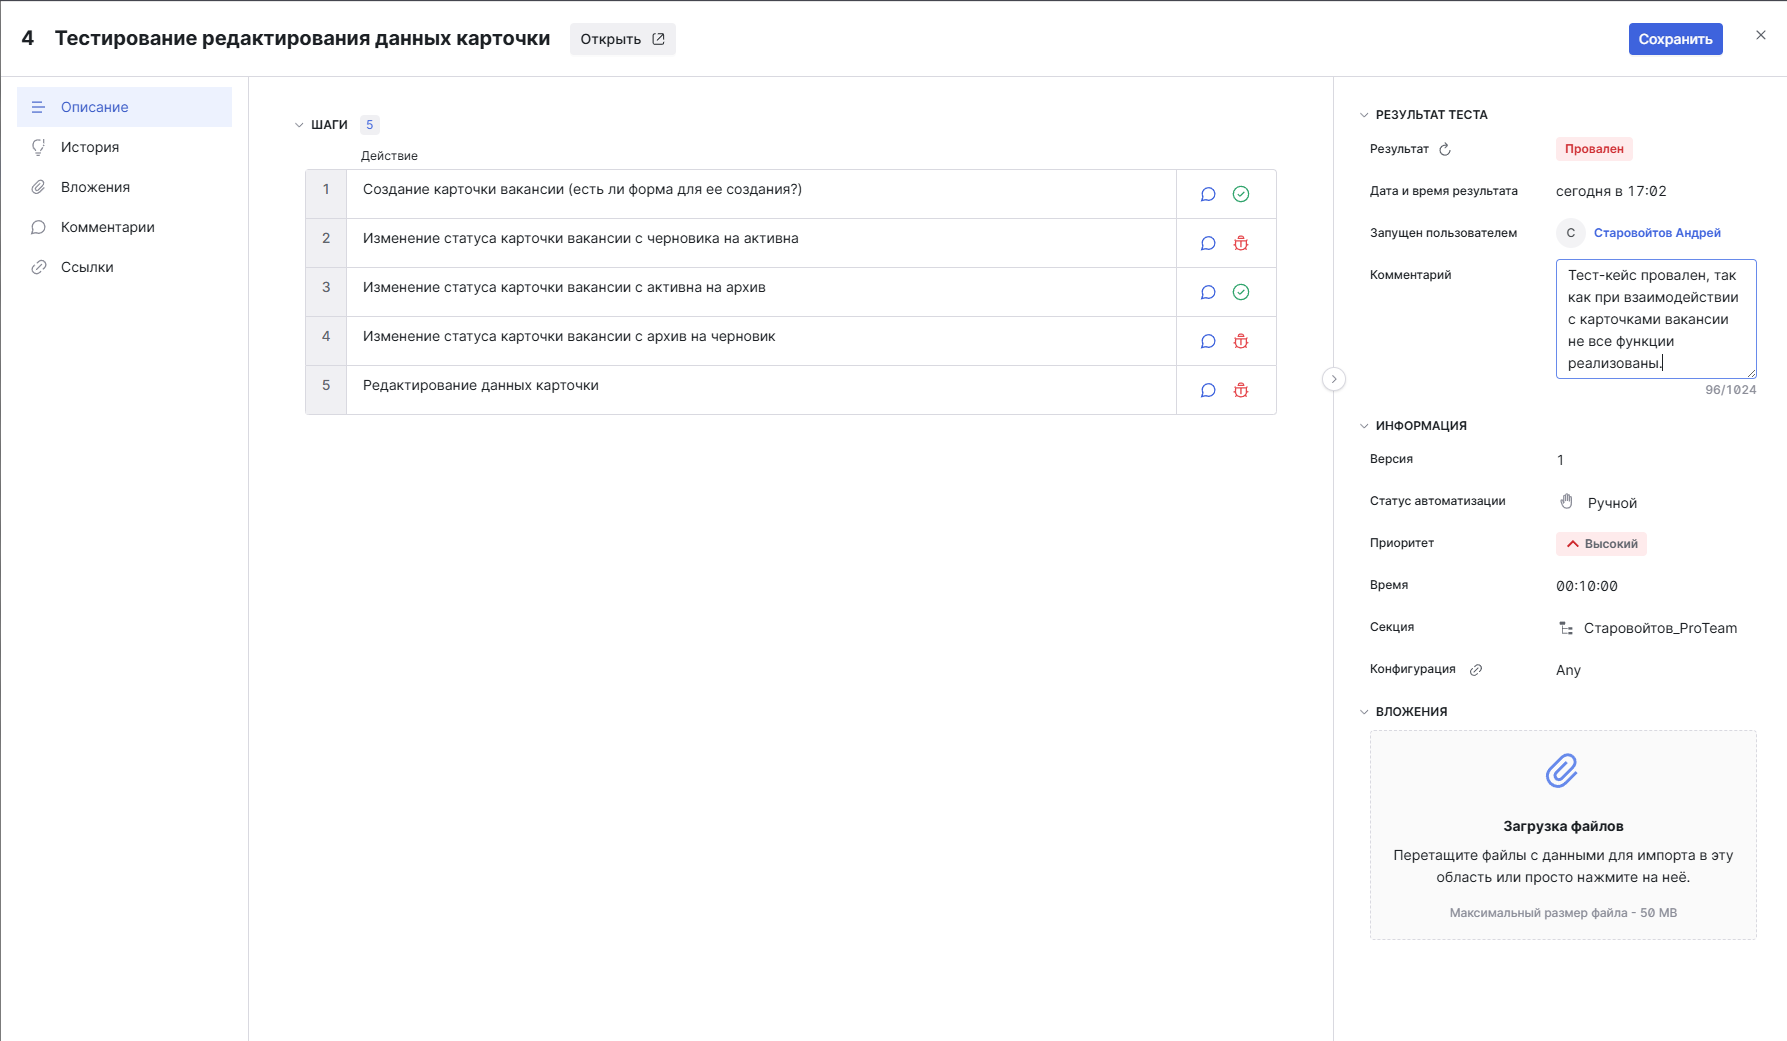 4 Тестирование редактирования данных карточки
Открыть
Сохранить
Описание
История
Вложения
Комментарии
Ссылки
ШАГИ 5
Действие
1 Создание карточки вакансии (есть ли форма для ее создания?)
2 Изменение статуса карточки вакансии с черновика на активна
3 Изменение статуса карточки вакансии с активна на архив
4 Изменение статуса карточки вакансии с архив на черновик
5 Редактирование данных карточки
РЕЗУЛЬТАТ ТЕСТА
Результат Провален
Дата и время результата сегодня в 17:02
Запущен пользователем С Старовойтов Андрей
Комментарий Тест-кейс провален, так
как при взаимодействии
с карточками вакансии
не все функции
реализованы.
96/1024
ИНФОРМАЦИЯ
Версия 1
Статус автоматизации Ручной
Приоритет Высокий
Время 00:10:00
Секция Старовойтов_ProTeam
Конфигурация Any
ВЛОЖЕНИЯ
Загрузка файлов
Перетащите файлы с данными для импорта в эту
область или просто нажмите на неё.
Максимальный размер файла - 50 MB